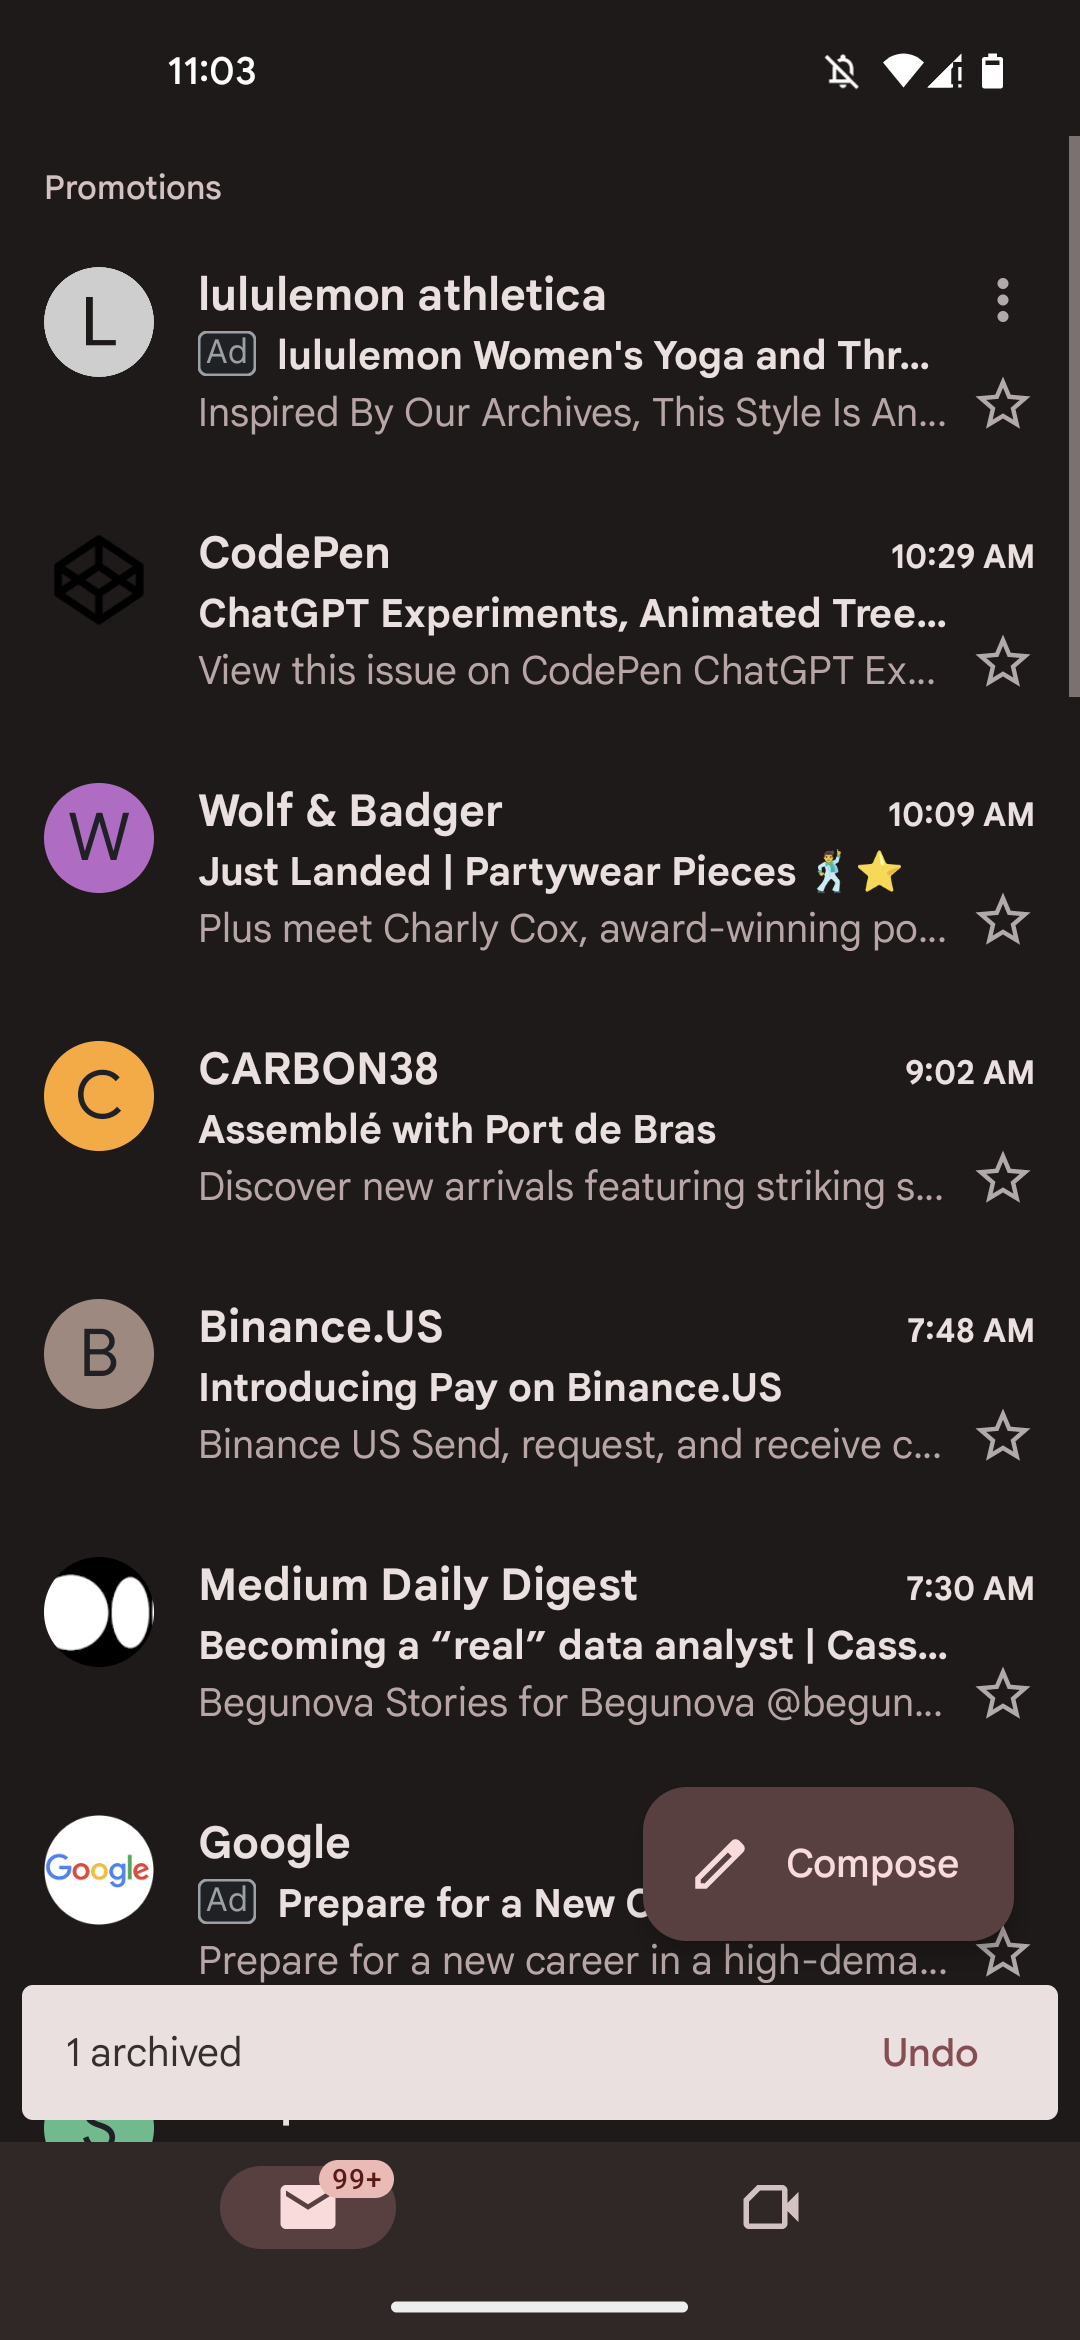 11:03
Promotions
L
lululemon athletica
Ad lululemon Women's Yoga and Thr...
Inspired By Our Archives, This Style Is An...
CodePen 10:29 AM
ChatGPT Experiments, Animated Tree...
View this issue on CodePen ChatGPT Ex...
W
Wolf & Badger 10:09 AM
Just Landed | Partywear Pieces 🕺⭐
Plus meet Charly Cox, award-winning po...
C
CARBON38 9:02 AM
Assemblé with Port de Bras
Discover new arrivals featuring striking s...
B
Binance.US 7:48 AM
Introducing Pay on Binance.US
Binance US Send, request, and receive c...
Medium Daily Digest 7:30 AM
Becoming a “real” data analyst | Cass...
Begunova Stories for Begunova @begun...
Google
Google
Ad Prepare for a New
Prepare for a new career in a high-dema...
Compose
1 archived Undo
S
99+